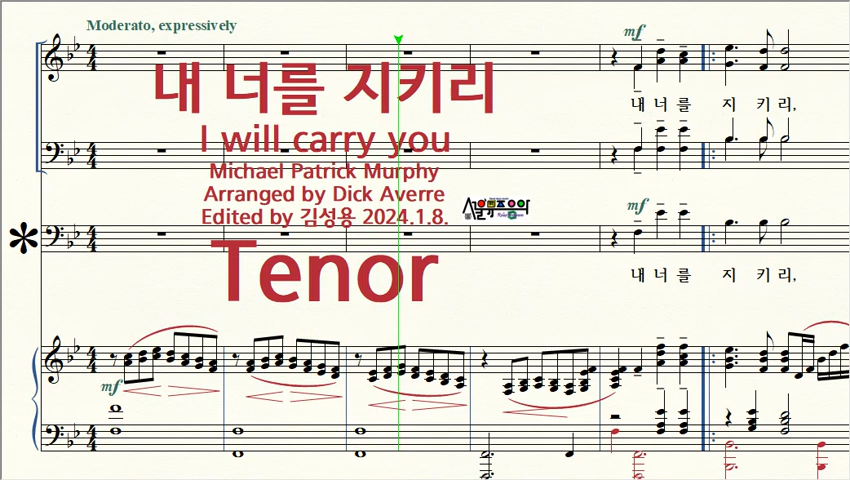 Moderato, expressively
mf
내 너를 지키리
I will carry you
내 너 를 지 키 리,
Michael Patrick Murphy
Arranged by Dick Averre
Edited by 김성용 2024.1.8.
mf
Tenor
내 너 를 지 키 리,
mf